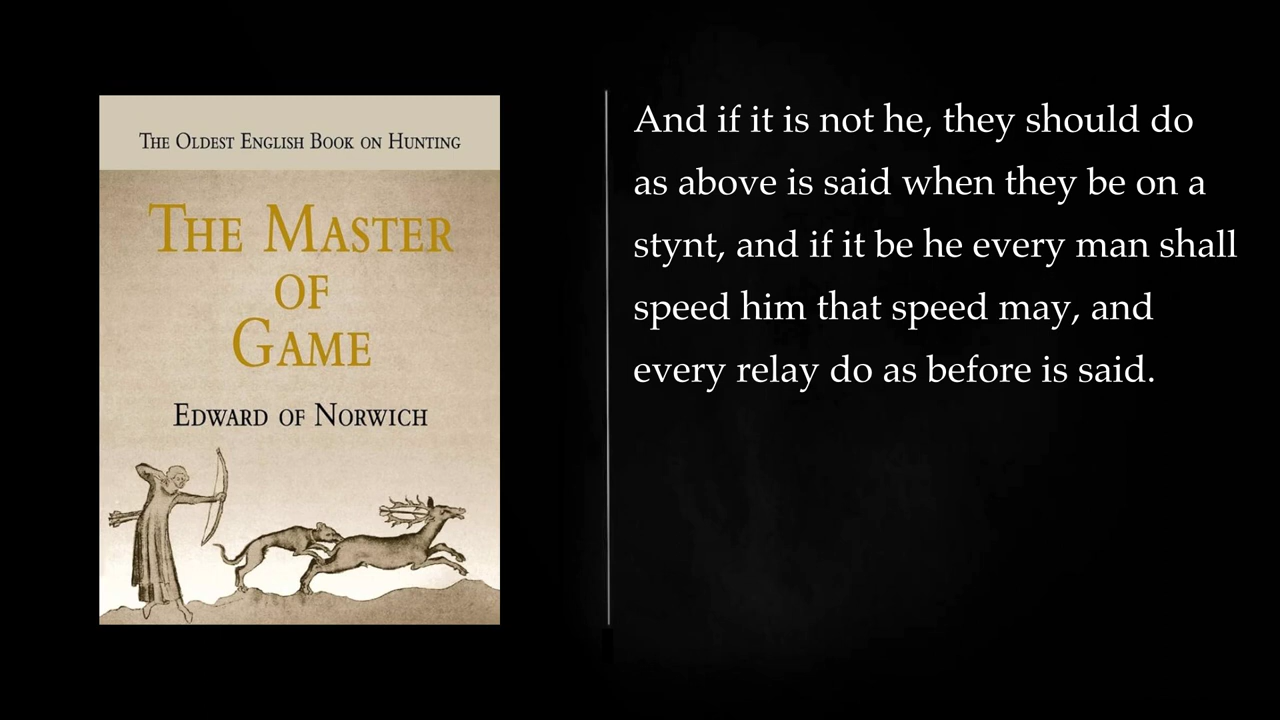 The Oldest English Book on Hunting
The Master
of
Game
Edward of Norwich
And if it is not he, they should do
as above is said when they be on a
stynt, and if it be he every man shall
speed him that speed may, and
every relay do as before is said.